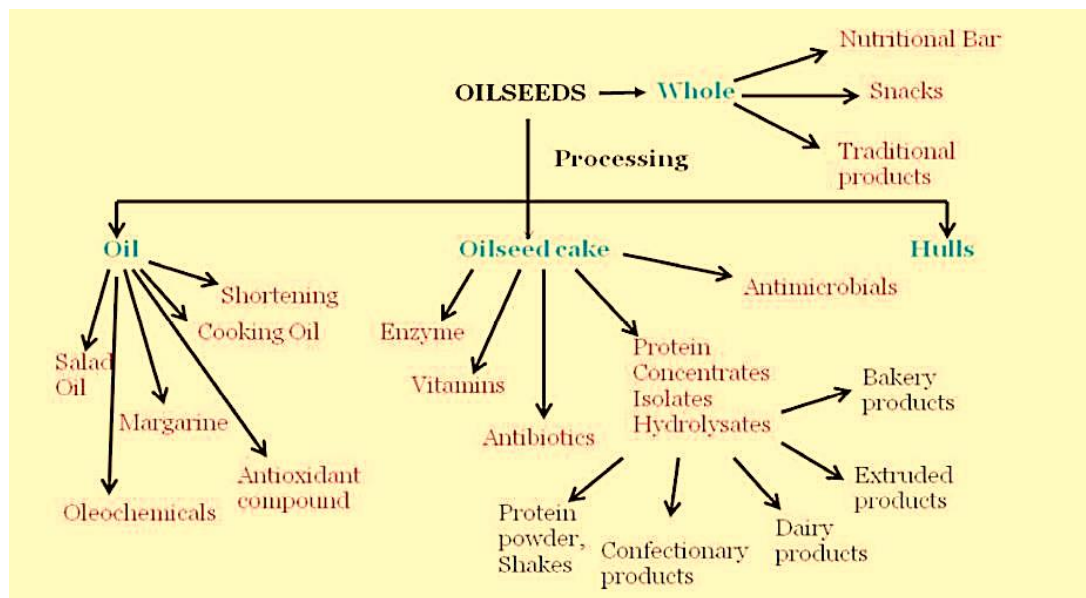 Nutritional Bar
OILSEEDS
Whole
Snacks
Traditional
products
Processing
Oil
Oilseed cake
Hulls
Shortening
Cooking Oil
Salad
Oil
Margarine
Oleochemicals
Antioxidant
compound
Enzyme
Vitamins
Antibiotics
Antimicrobials
Protein
Concentrates
Isolates
Hydrolysates
Bakery
products
Extruded
products
Dairy
products
Confectionary
products
Protein
powder,
Shakes